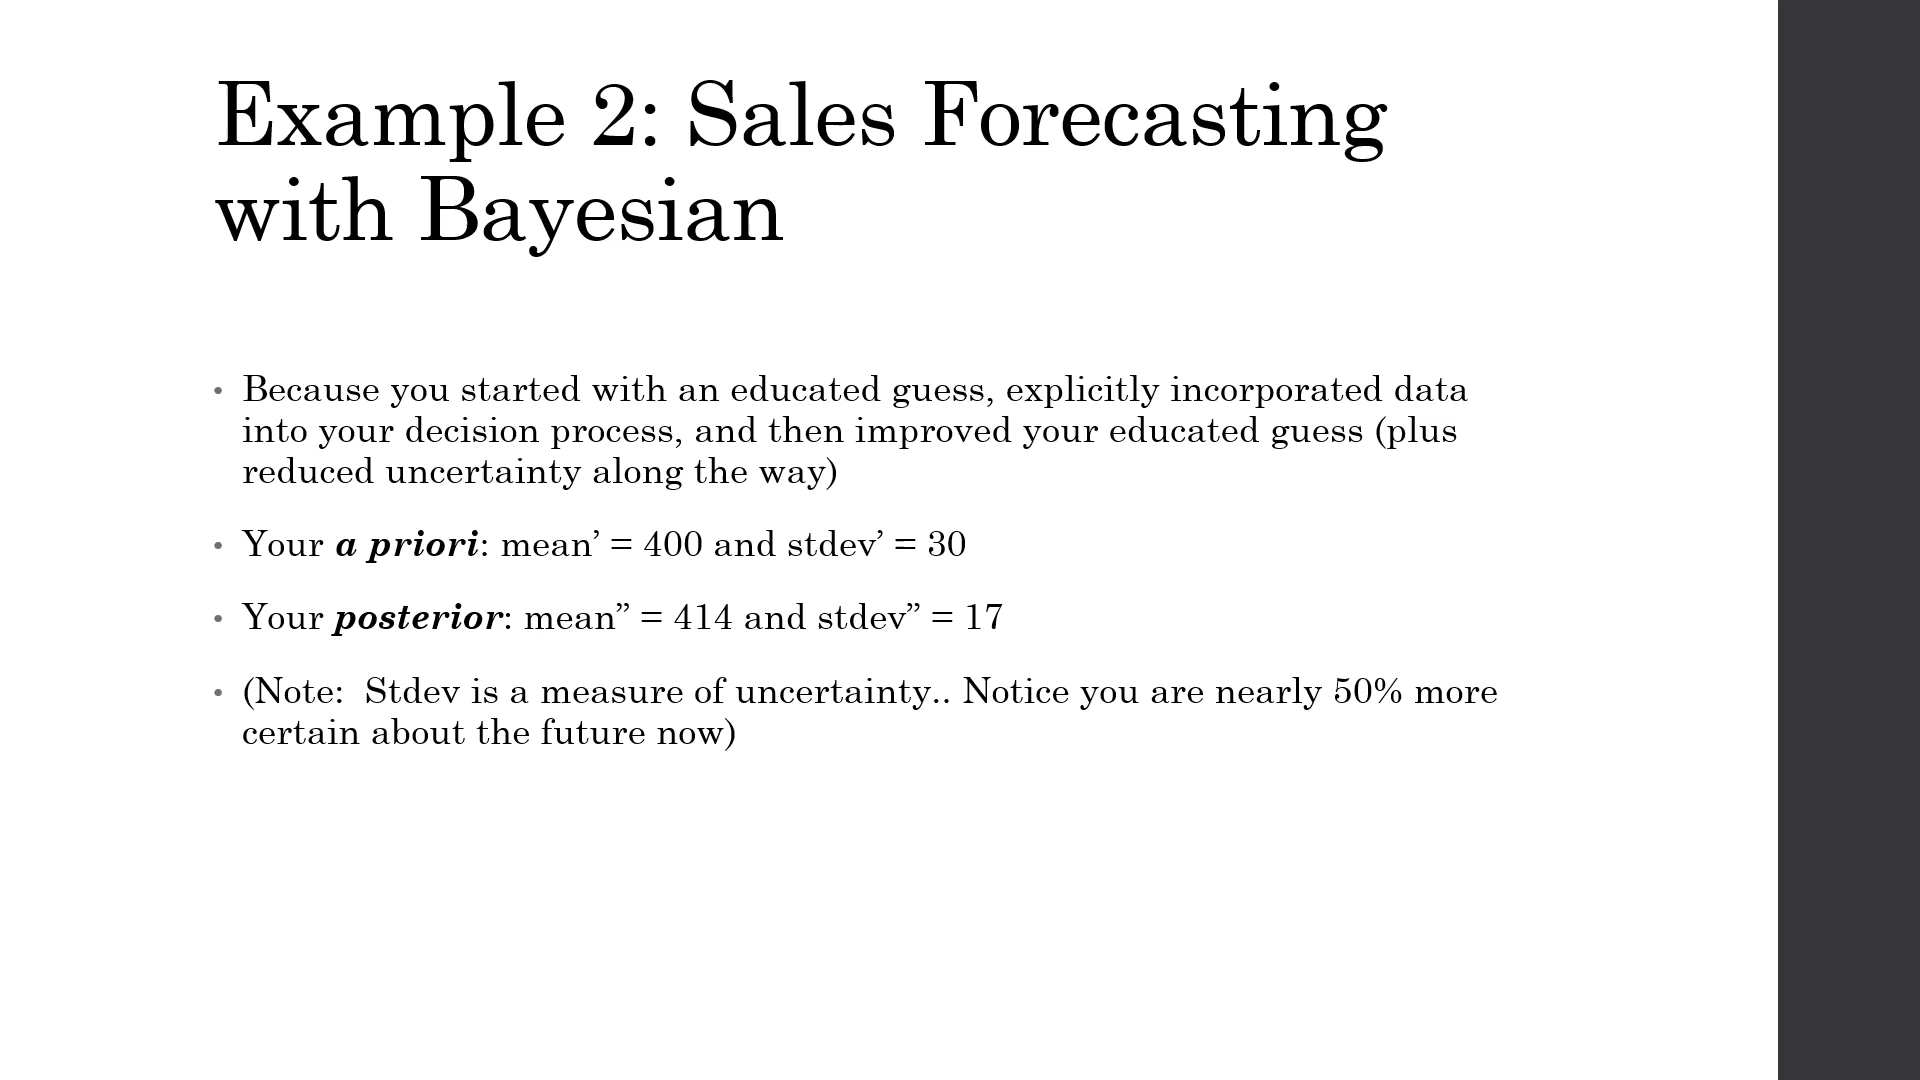 Example 2: Sales Forecasting
with Bayesian
• Because you started with an educated guess, explicitly incorporated data
into your decision process, and then improved your educated guess (plus
reduced uncertainty along the way)
• Your a priori: mean’ = 400 and stdev’ = 30
• Your posterior: mean” = 414 and stdev” = 17
• (Note:  Stdev is a measure of uncertainty.. Notice you are nearly 50% more
certain about the future now)